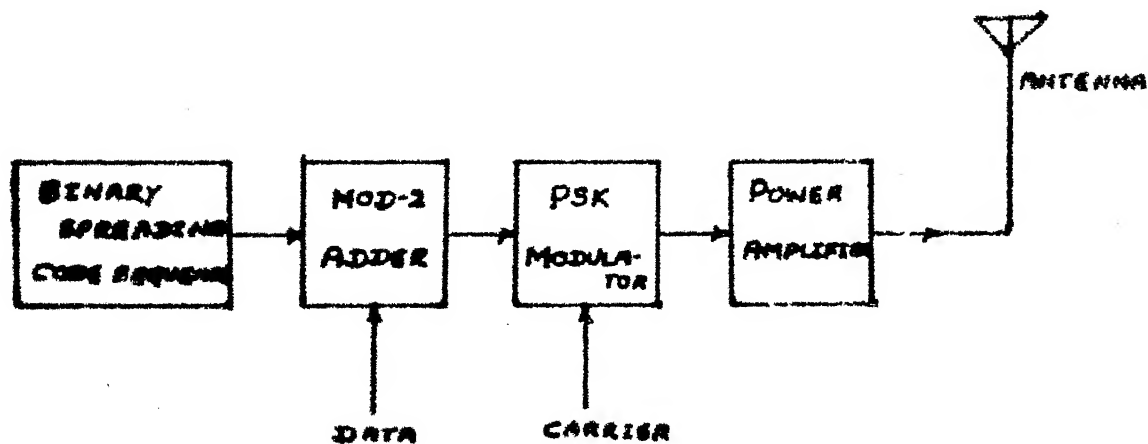 ANTENNA
BINARY
SPREADING
CODE SEQUENCE
MOD-2
ADDER
PSK
MODULA-
TOR
POWER
AMPLIFIER
DATA
CARRIER